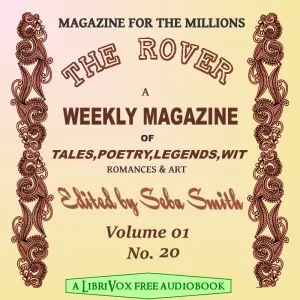 MAGAZINE FOR THE MILLIONS
THE ROVER
A
WEEKLY MAGAZINE
OF
TALES,POETRY,LEGENDS,WIT
ROMANCES & ART
Edited by Seba Smith
Volume 01
No. 20
A LIBRIVOX FREE AUDIOBOOK